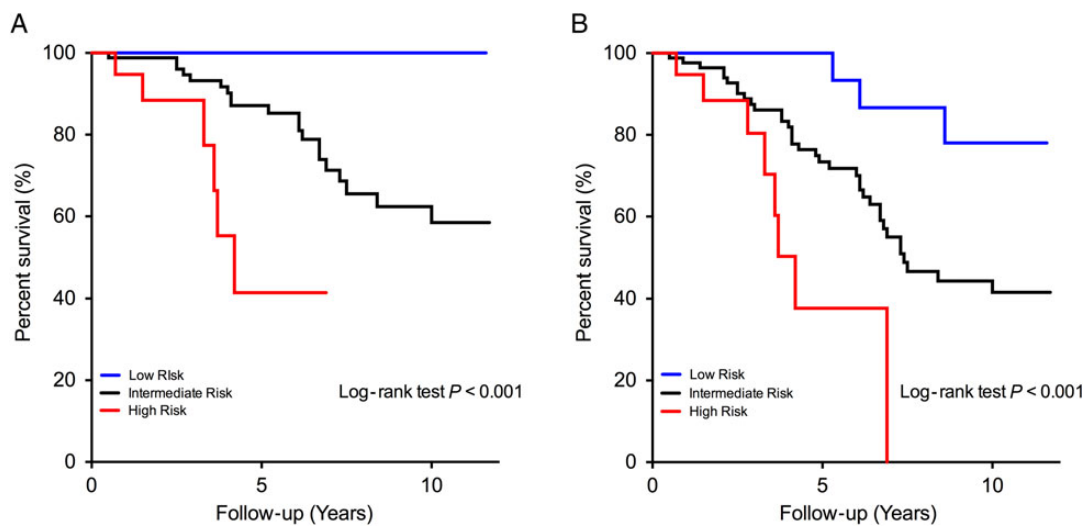 A
100
80
60
40
20
0
Percent survival (%)
Low RIsk
Intermediate Risk
High Risk
Log-rank test P < 0.001
0 5 10
Follow-up (Years)
B
100
80
60
40
20
0
Percent survival (%)
Low Risk
Intermediate Risk
High Risk
Log-rank test P < 0.001
0 5 10
Follow-up (Years)